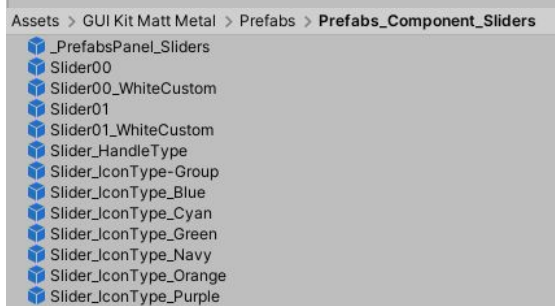 Assets > GUI Kit Matt Metal > Prefabs > Prefabs_Component_Sliders
_PrefabsPanel_Sliders
Slider00
Slider00_WhiteCustom
Slider01
Slider01_WhiteCustom
Slider_HandleType
Slider_IconType-Group
Slider_IconType_Blue
Slider_IconType_Cyan
Slider_IconType_Green
Slider_IconType_Navy
Slider_IconType_Orange
Slider_IconType_Purple